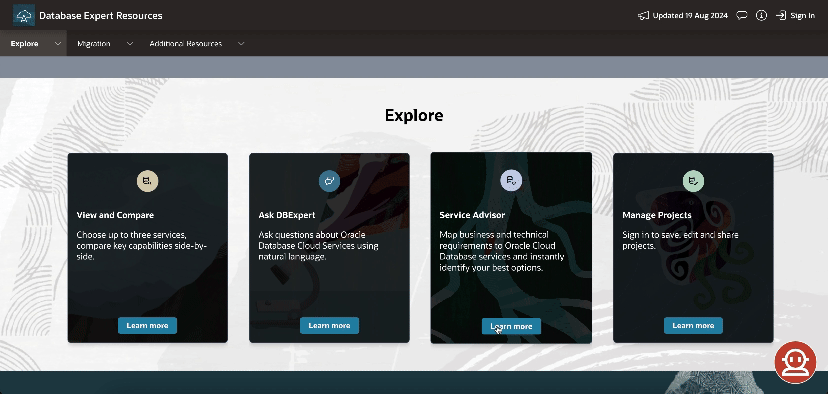 Database Expert Resources
Updated 19 Aug 2024
Sign In
Explore
Migration
Additional Resources
Explore
View and Compare
Choose up to three services,
compare key capabilities side-by-
side.
Learn more
Ask DBExpert
Ask questions about Oracle
Database Cloud Services using
natural language.
Learn more
Service Advisor
Map business and technical
requirements to Oracle Cloud
Database services and instantly
identify your best options.
Learn more
Manage Projects
Sign in to save, edit and share
projects.
Learn more